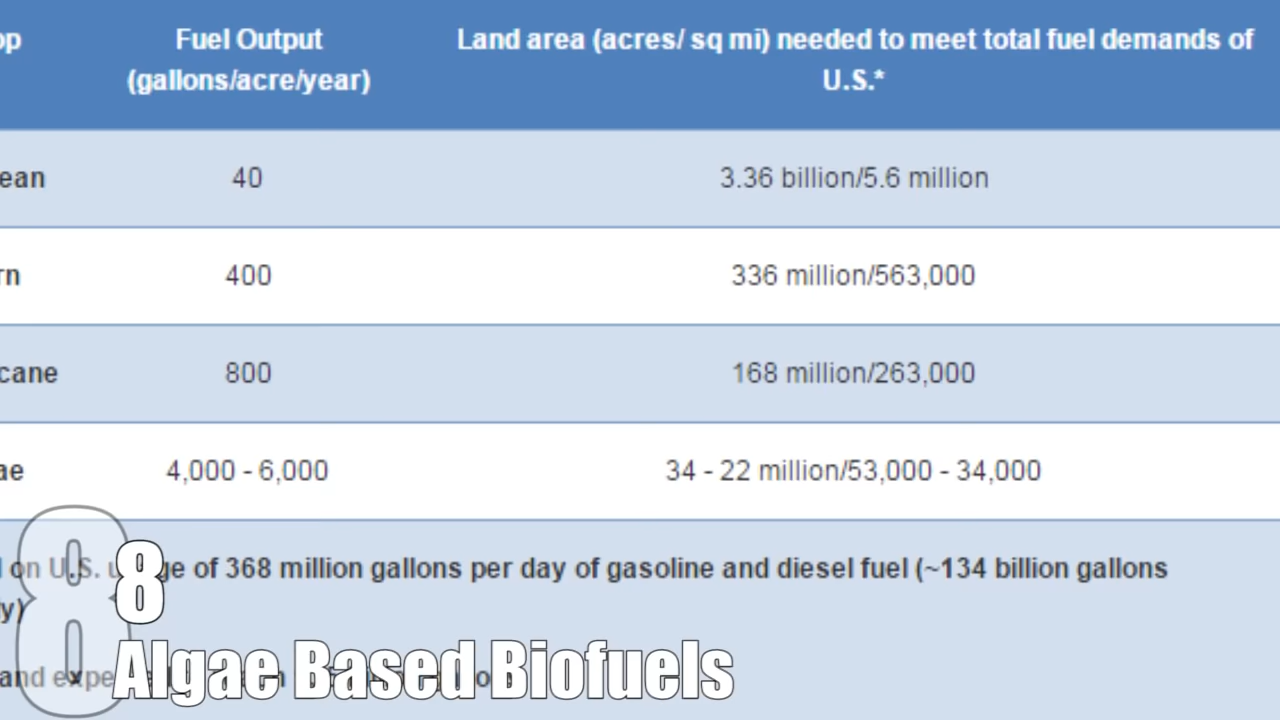 op Fuel Output Land area (acres/ sq mi) needed to meet total fuel demands of
(gallons/acre/year) U.S.*
ean 40 3.36 billion/5.6 million
rn 400 336 million/563,000
cane 800 168 million/263,000
ae 4,000 - 6,000 34 - 22 million/53,000 - 34,000
on U.S. of 368 million gallons per day of gasoline and diesel fuel (~134 billion gallons
y)
8
8
and
Algae Based Biofuels